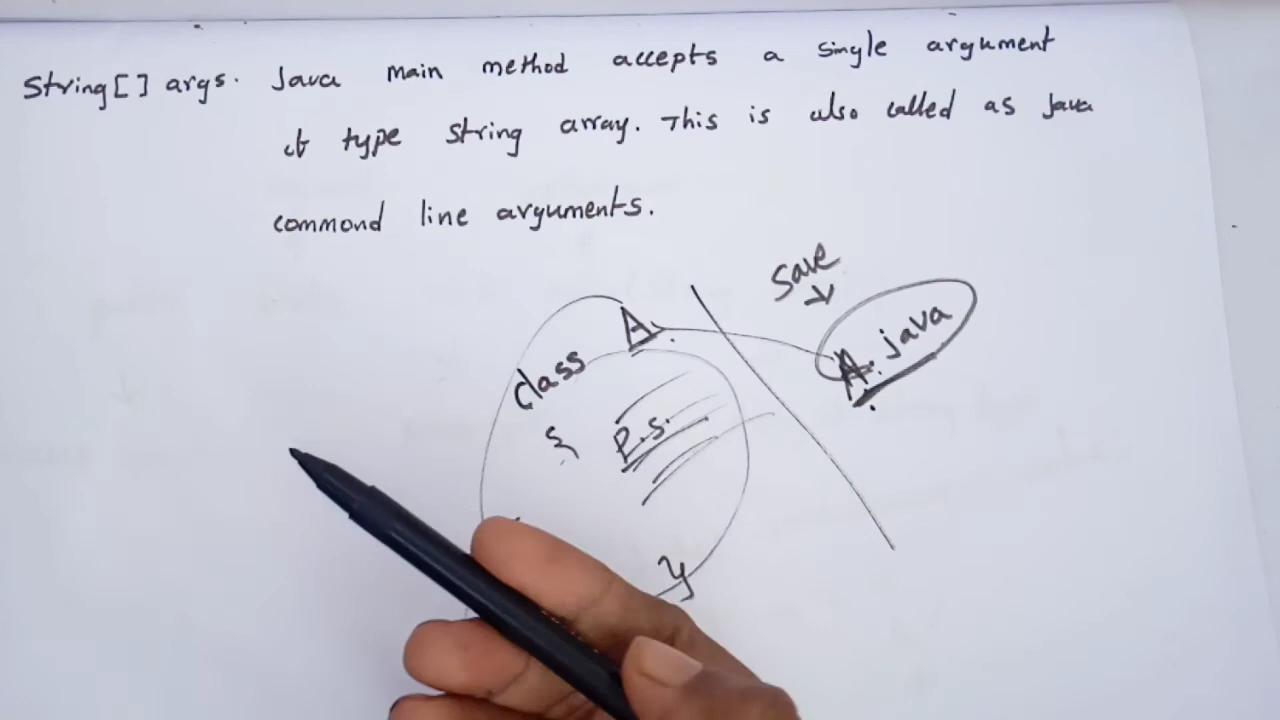 String[] args. Java main method accepts a single argument
of type string array. This is also called as Java
commond line arguments.
save
A. java
class A
{ P.s.
}